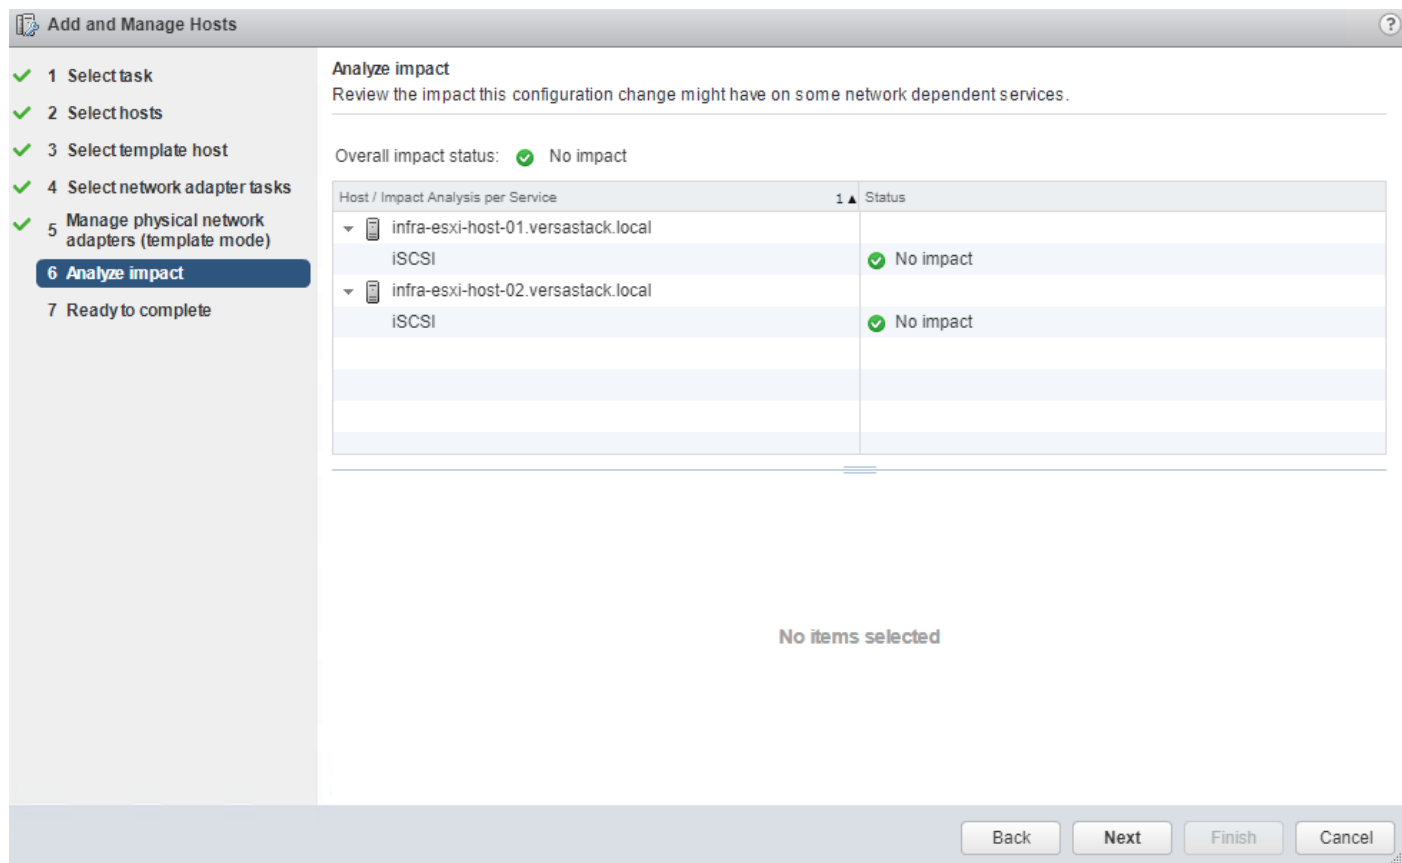 Add and Manage Hosts
?
1 Select task
2 Select hosts
3 Select template host
4 Select network adapter tasks
5 Manage physical network
adapters (template mode)
6 Analyze impact
7 Ready to complete
Analyze impact
Review the impact this configuration change might have on some network dependent services.
Overall impact status: No impact
Host / Impact Analysis per Service 1 ▲ Status
infra-esxi-host-01.versastack.local
iSCSI No impact
infra-esxi-host-02.versastack.local
iSCSI No impact
No items selected
Back Next Finish Cancel